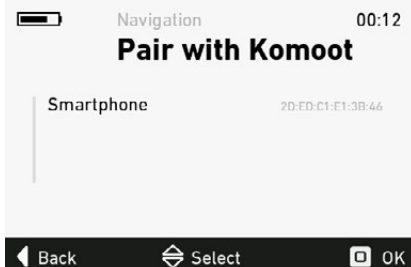 Navigation 00:12
Pair with Komoot
Smartphone 2D:ED:C1:E1:3B:46
Back Select OK